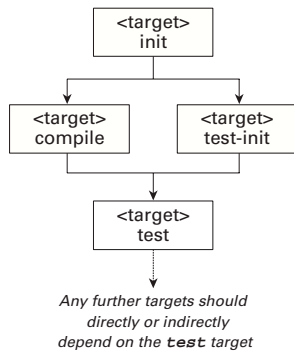 <target>
init
<target>
compile
<target>
test-init
<target>
test
Any further targets should
directly or indirectly
depend on the test target